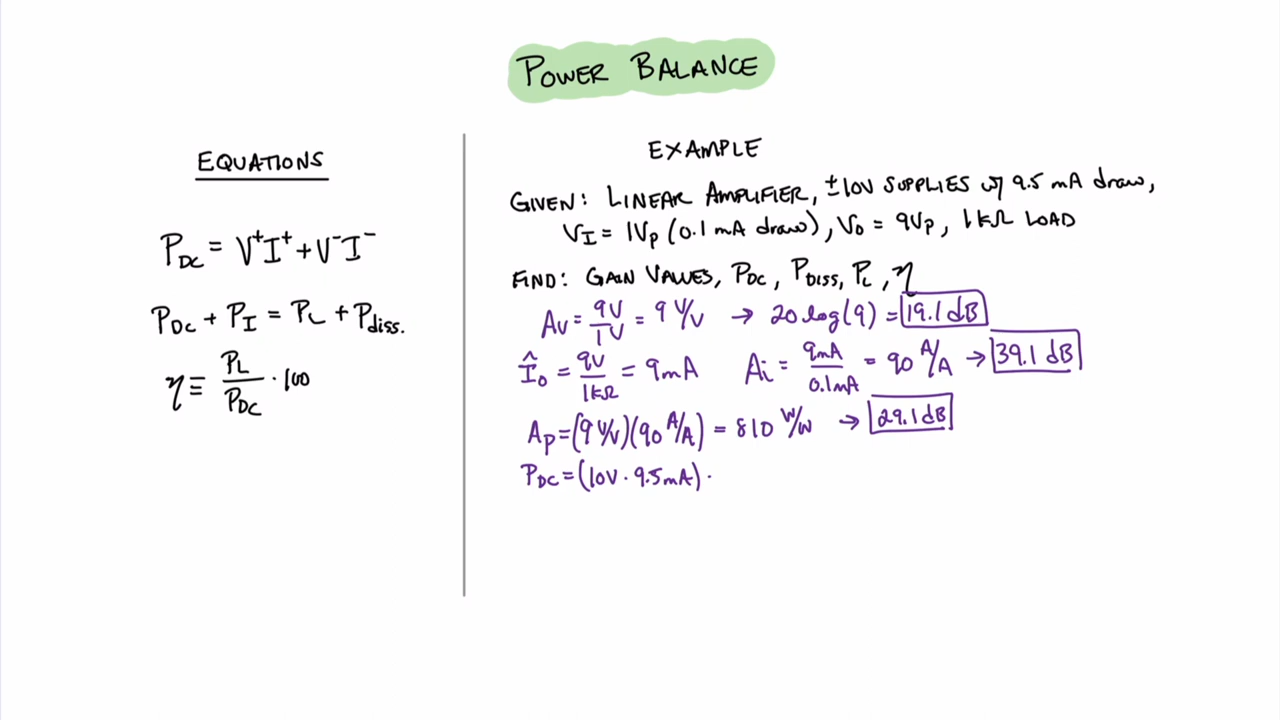 POWER BALANCE
EQUATIONS
P_DC = V⁺I⁺ + V⁻I⁻
P_DC + P_I = P_L + P_diss.
η ≡ P_L / P_DC · 100
EXAMPLE
GIVEN: LINEAR AMPLIFIER, ±10V SUPPLIES w/ 9.5 mA draw,
V_I = 1V_P (0.1 mA draw), V_O = 9V_P, 1kΩ LOAD
FIND: GAIN VALUES, P_DC, P_DISS, P_L, η
A_V = 9V / 1V = 9 V/V → 20 log(9) = 19.1 dB
Î_O = 9V / 1kΩ = 9mA A_i = 9mA / 0.1mA = 90 A/A → 39.1 dB
A_P = (9 V/V)(90 A/A) = 810 W/W → 29.1 dB
P_DC = (10V · 9.5mA) ·